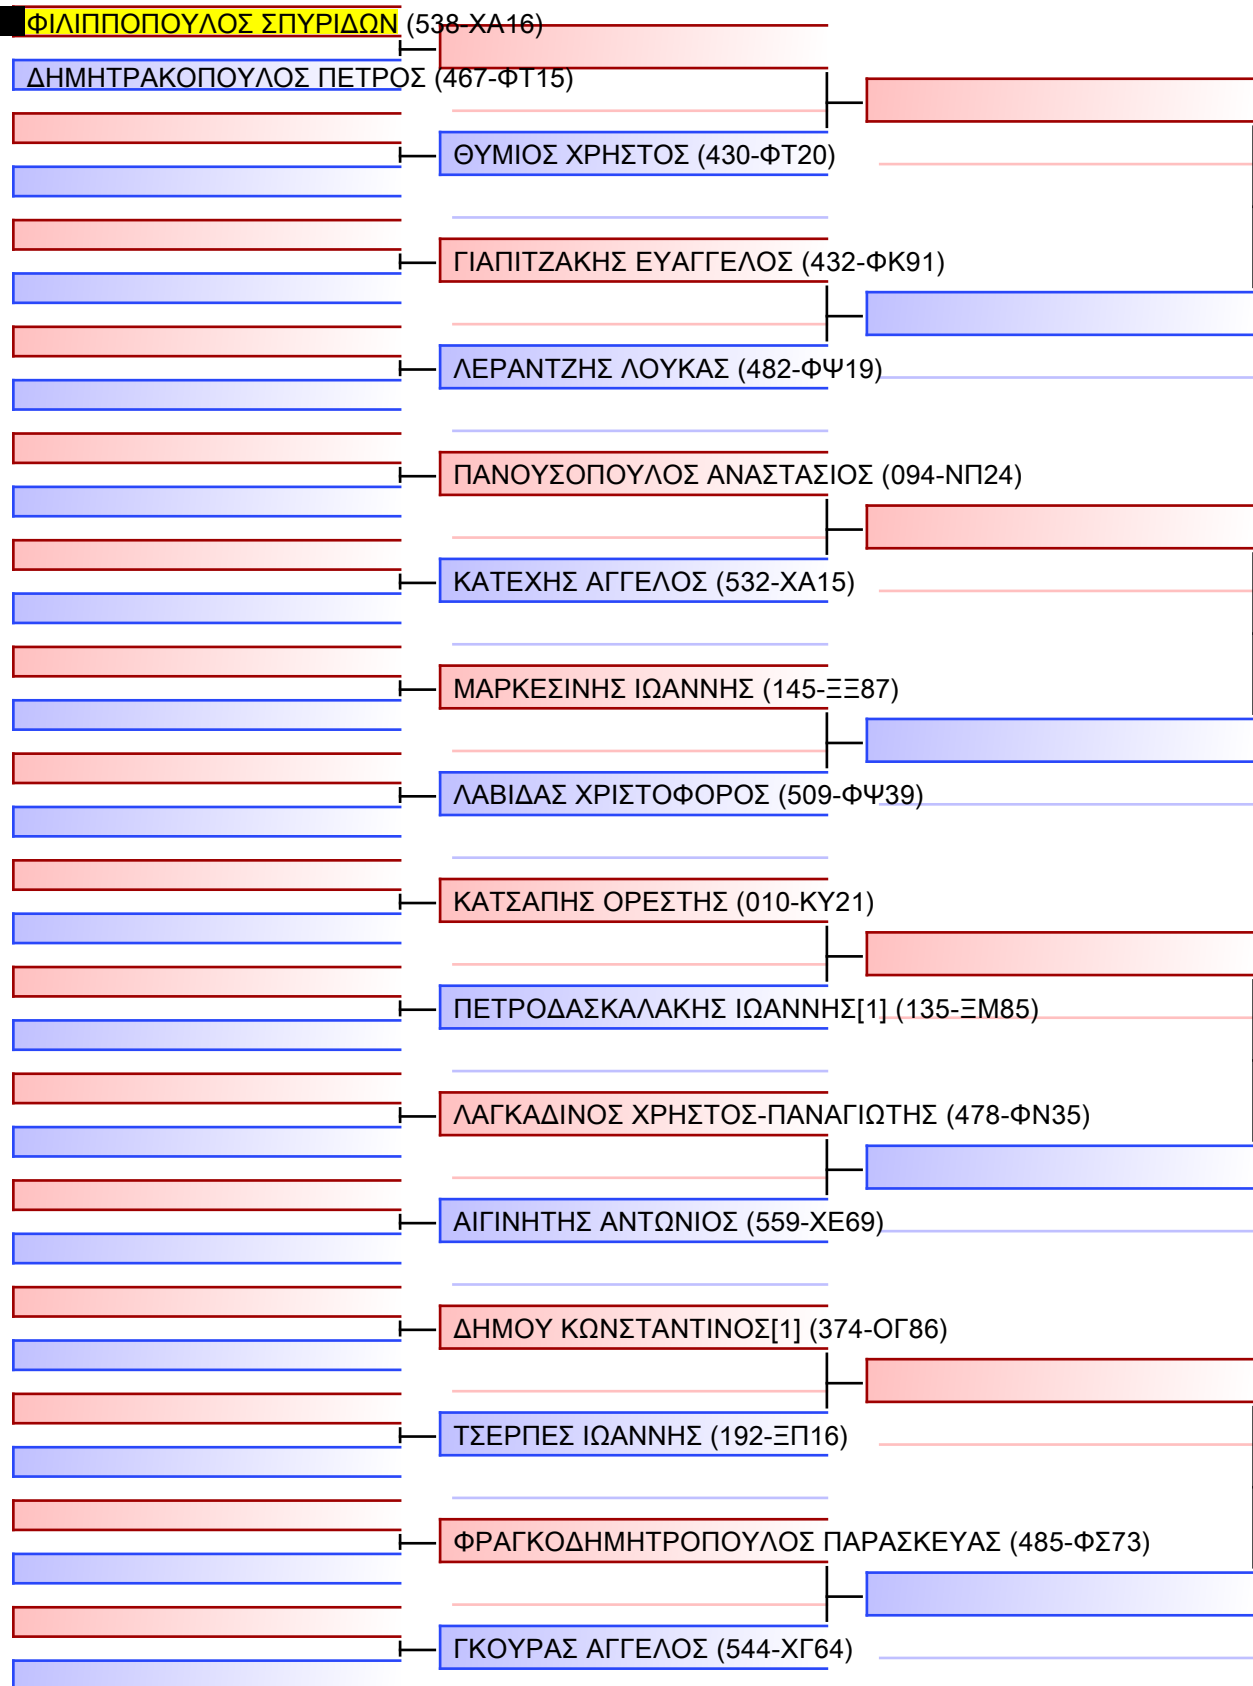 ΦΙΛΙΠΠΟΠΟΥΛΟΣ ΣΠΥΡΙΔΩΝ (538-ΧΑ16)
ΔΗΜΗΤΡΑΚΟΠΟΥΛΟΣ ΠΕΤΡΟΣ (467-ΦΤ15)
ΘΥΜΙΟΣ ΧΡΗΣΤΟΣ (430-ΦΤ20)
ΓΙΑΠΙΤΖΑΚΗΣ ΕΥΑΓΓΕΛΟΣ (432-ΦΚ91)
ΛΕΡΑΝΤΖΗΣ ΛΟΥΚΑΣ (482-ΦΨ19)
ΠΑΝΟΥΣΟΠΟΥΛΟΣ ΑΝΑΣΤΑΣΙΟΣ (094-ΝΠ24)
ΚΑΤΕΧΗΣ ΑΓΓΕΛΟΣ (532-ΧΑ15)
ΜΑΡΚΕΣΙΝΗΣ ΙΩΑΝΝΗΣ (145-ΞΞ87)
ΛΑΒΙΔΑΣ ΧΡΙΣΤΟΦΟΡΟΣ (509-ΦΨ39)
ΚΑΤΣΑΠΗΣ ΟΡΕΣΤΗΣ (010-ΚΥ21)
ΠΕΤΡΟΔΑΣΚΑΛΑΚΗΣ ΙΩΑΝΝΗΣ[1] (135-ΞΜ85)
ΛΑΓΚΑΔΙΝΟΣ ΧΡΗΣΤΟΣ-ΠΑΝΑΓΙΩΤΗΣ (478-ΦΝ35)
ΑΙΓΙΝΗΤΗΣ ΑΝΤΩΝΙΟΣ (559-ΧΕ69)
ΔΗΜΟΥ ΚΩΝΣΤΑΝΤΙΝΟΣ[1] (374-ΟΓ86)
ΤΣΕΡΠΕΣ ΙΩΑΝΝΗΣ (192-ΞΠ16)
ΦΡΑΓΚΟΔΗΜΗΤΡΟΠΟΥΛΟΣ ΠΑΡΑΣΚΕΥΑΣ (485-ΦΣ73)
ΓΚΟΥΡΑΣ ΑΓΓΕΛΟΣ (544-ΧΓ64)